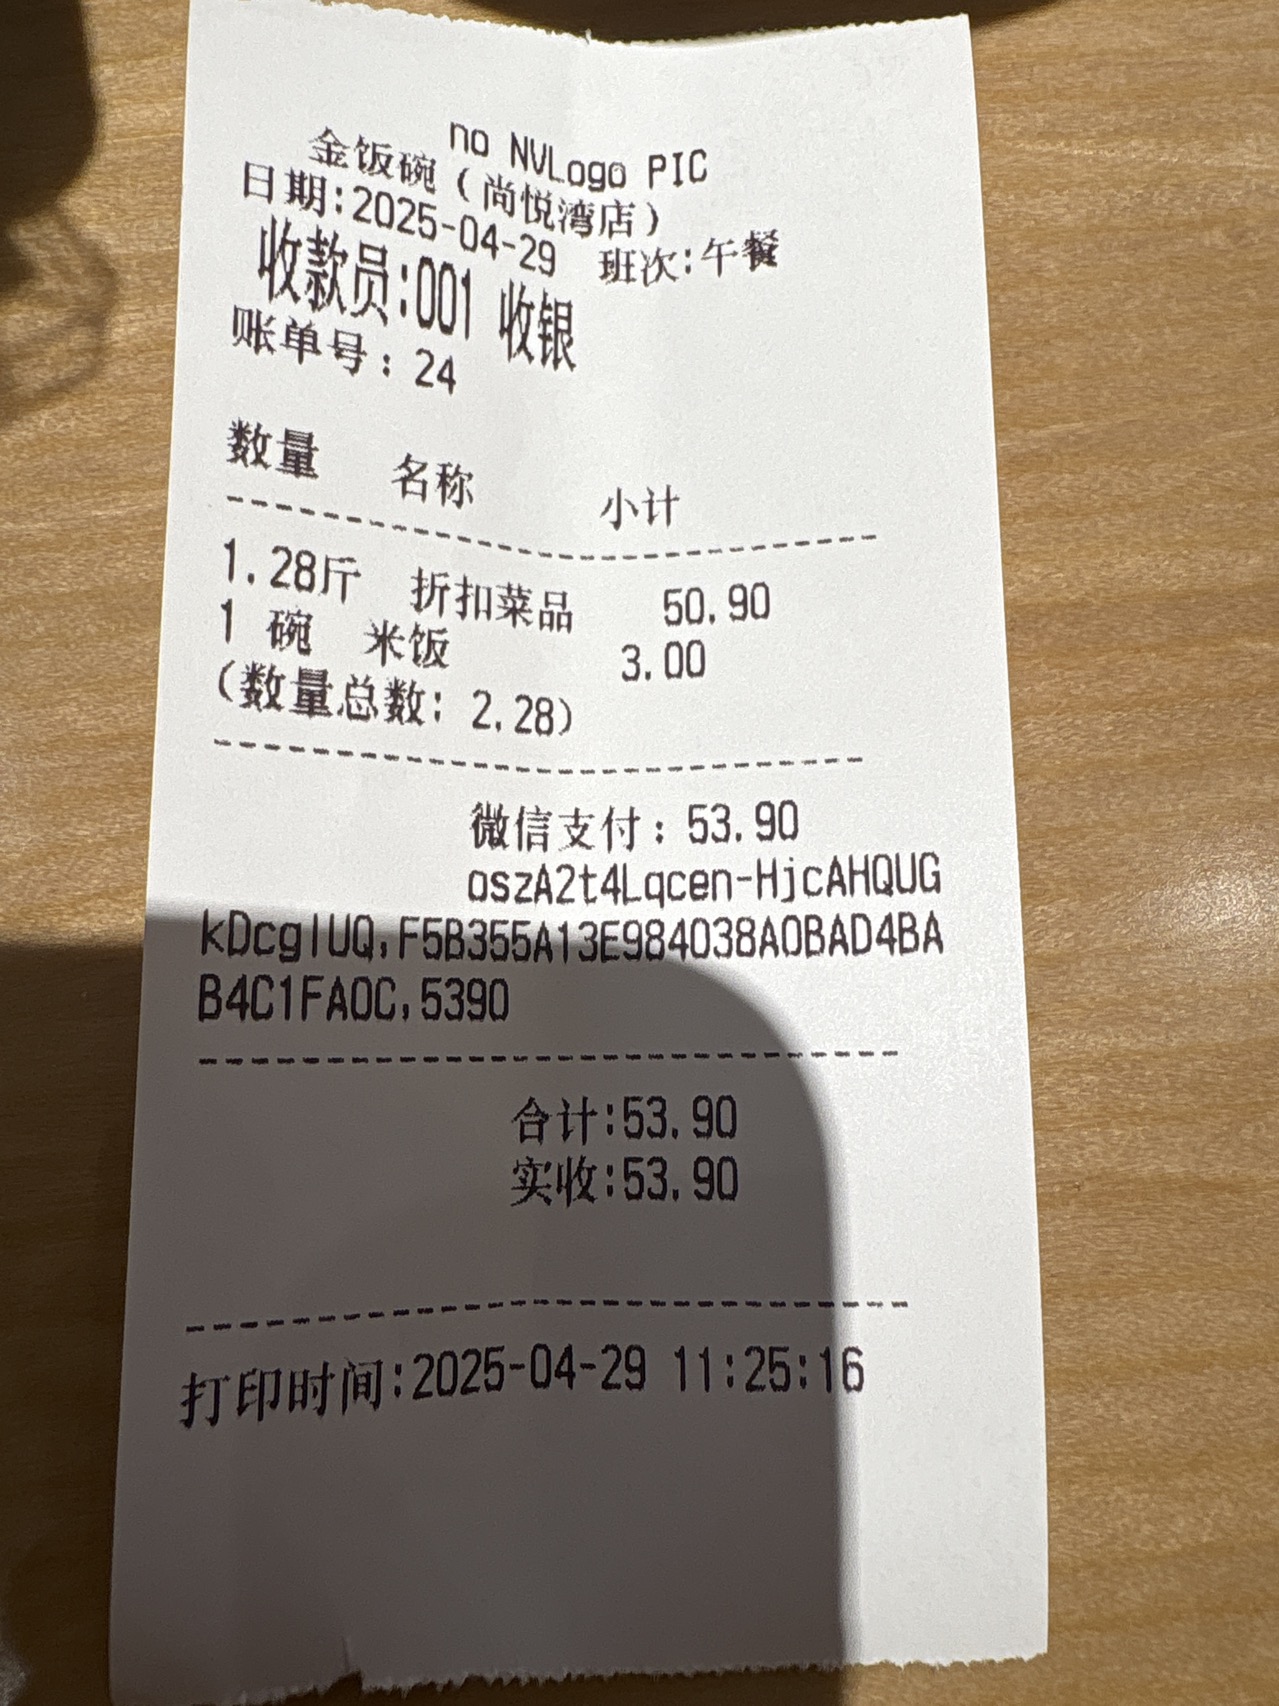 no NVLogo PIC
金饭碗（尚悦湾店）
日期:2025-04-29 班次:午餐
收款员:001 收银
账单号：24
数量 名称 小计
1.28斤 折扣菜品 50.90
1 碗 米饭 3.00
(数量总数: 2.28)
微信支付：53.90
oszA2t4Lqcen-HjcAHQUG
kDcglUQ,F5B355A13E984038A0BAD4BA
B4C1FA0C,5390
合计:53.90
实收:53.90
打印时间:2025-04-29 11:25:16